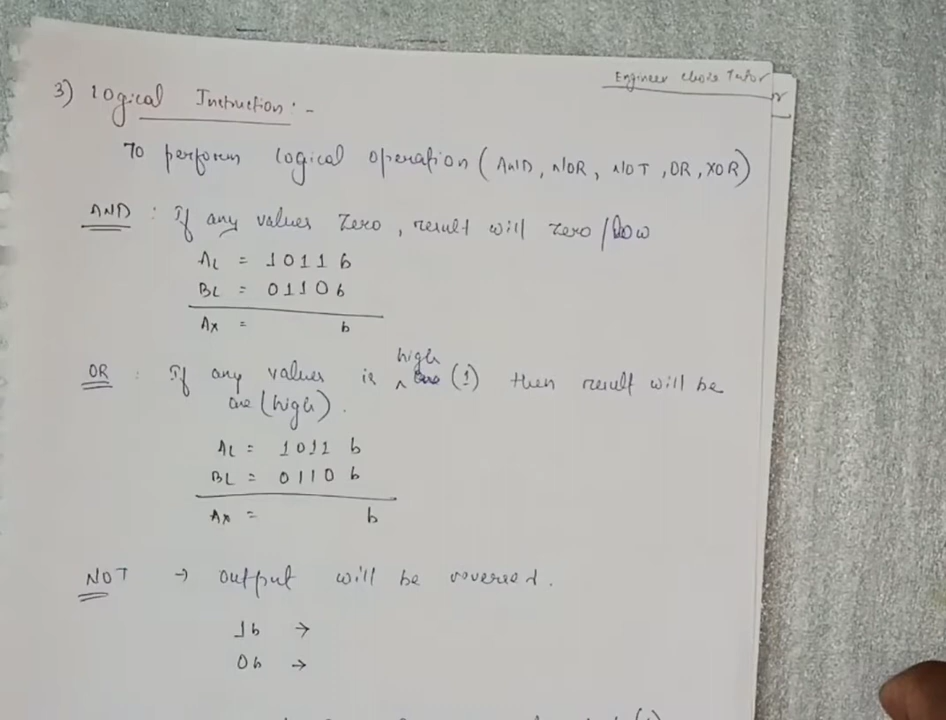 Engineer choice Tutor
3) Logical Instruction :-
To perform logical operation (AND, NOR, NOT, OR, XOR)
AND : If any values Zero, result will zero/low
AL = 1011 b
BL = 0110 b
AX = b
OR : If any values is high (1) then result will be
one (high).
AL = 1011 b
BL = 0110 b
AX = b
NOT → output will be reversed.
1b →
0b →